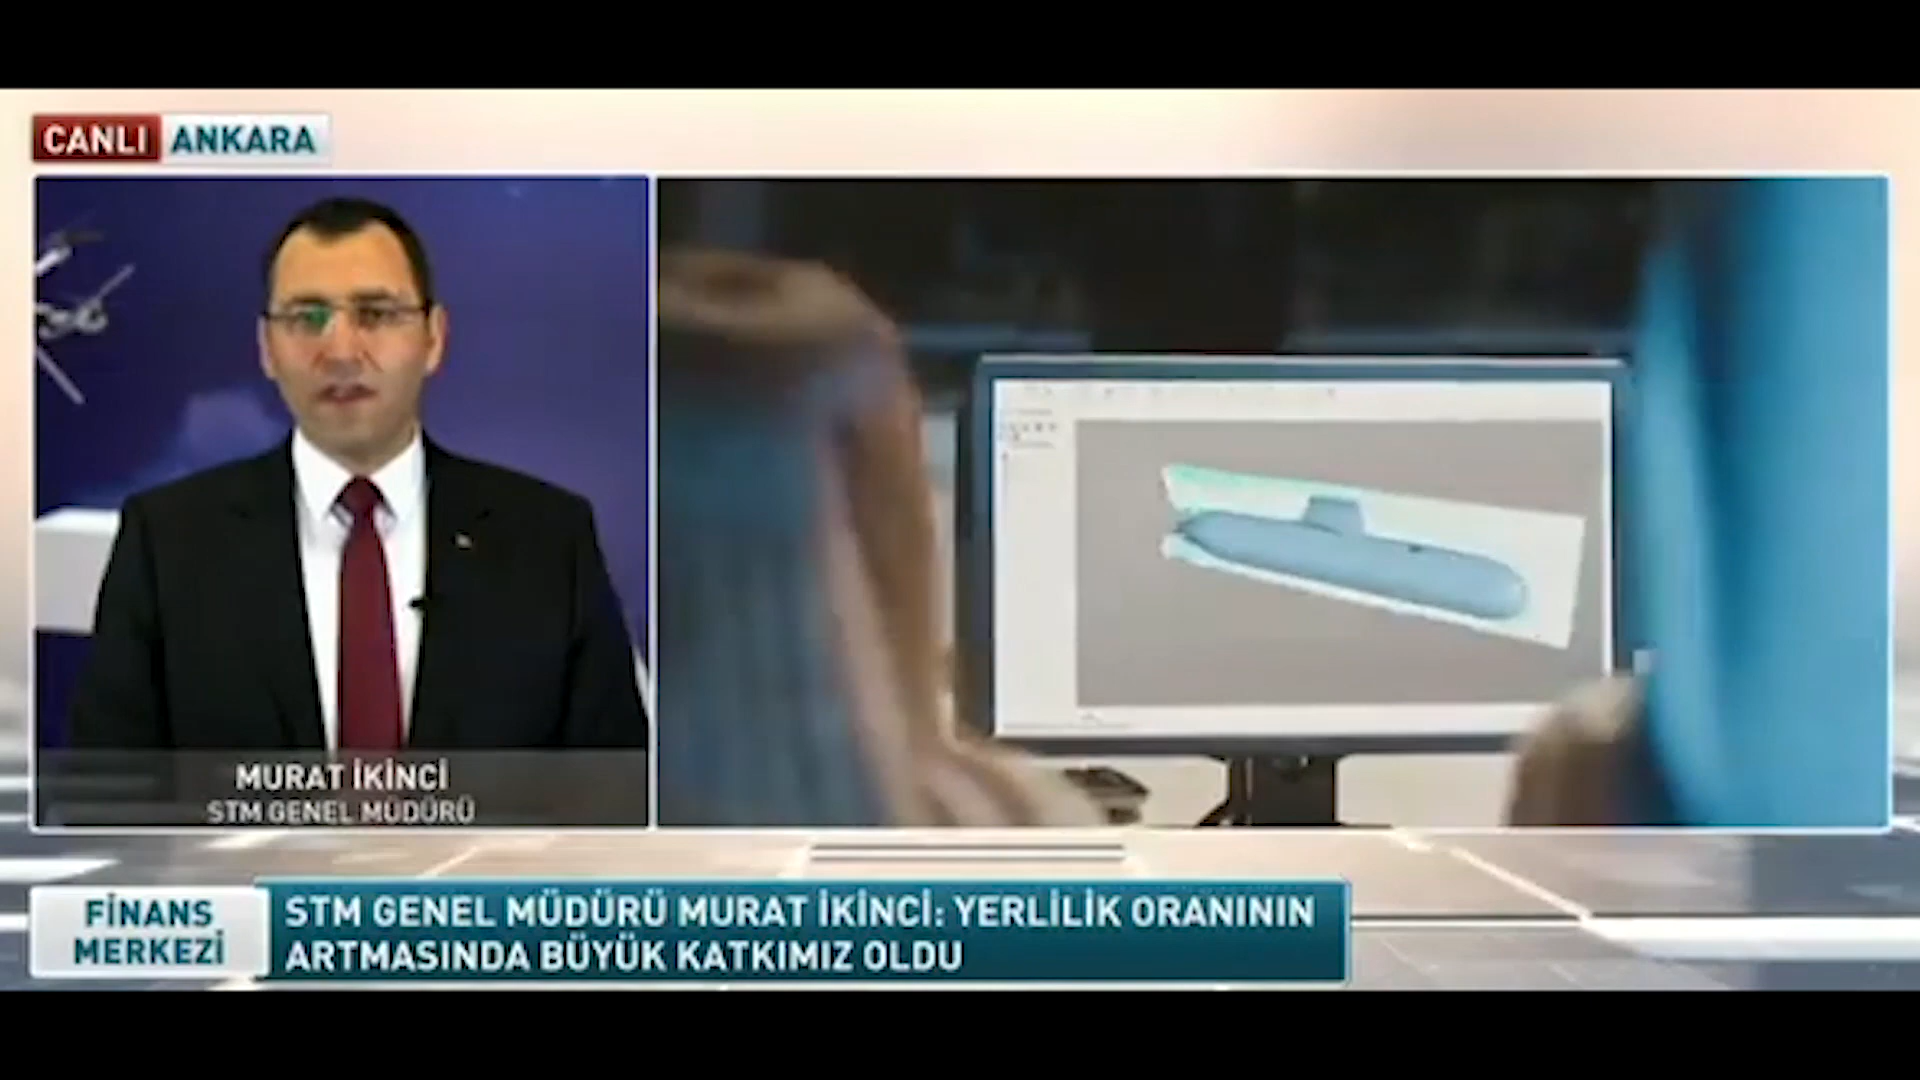 CANLI ANKARA
MURAT İKİNCİ
STM GENEL MÜDÜRÜ
FİNANS
MERKEZİ
STM GENEL MÜDÜRÜ MURAT İKİNCİ: YERLİLİK ORANININ
ARTMASINDA BÜYÜK KATKIMIZ OLDU